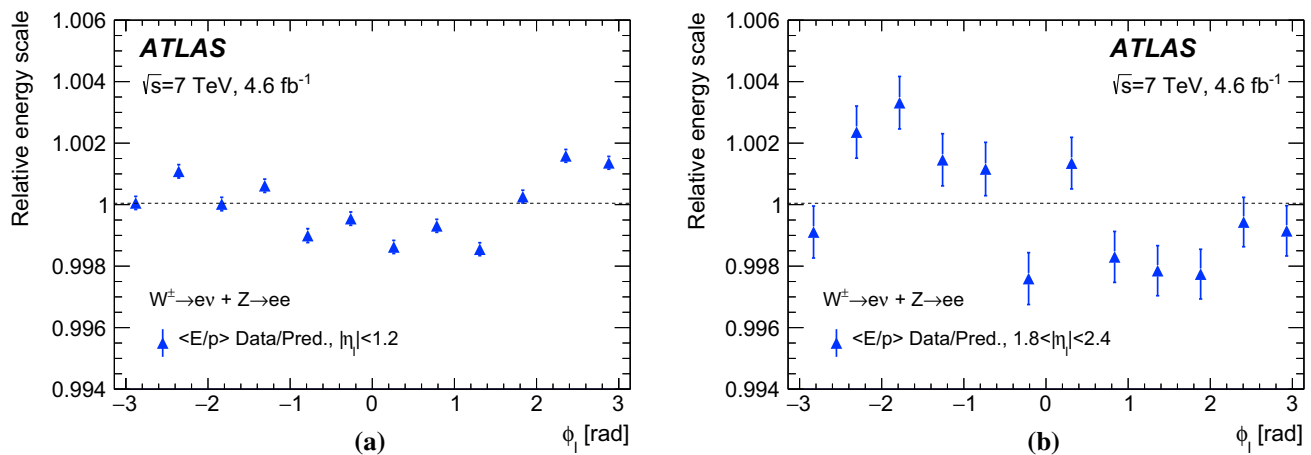 Relative energy scale
1.006
1.004
1.002
1
0.998
0.996
0.994
ATLAS
√s=7 TeV, 4.6 fb⁻¹
W±→eν + Z→ee
<E/p> Data/Pred., |ηₗ|<1.2
−3 −2 −1 0 1 2 3
ϕₗ [rad]
(a)
Relative energy scale
1.006
1.004
1.002
1
0.998
0.996
0.994
ATLAS
√s=7 TeV, 4.6 fb⁻¹
W±→eν + Z→ee
<E/p> Data/Pred., 1.8<|ηₗ|<2.4
−3 −2 −1 0 1 2 3
ϕₗ [rad]
(b)